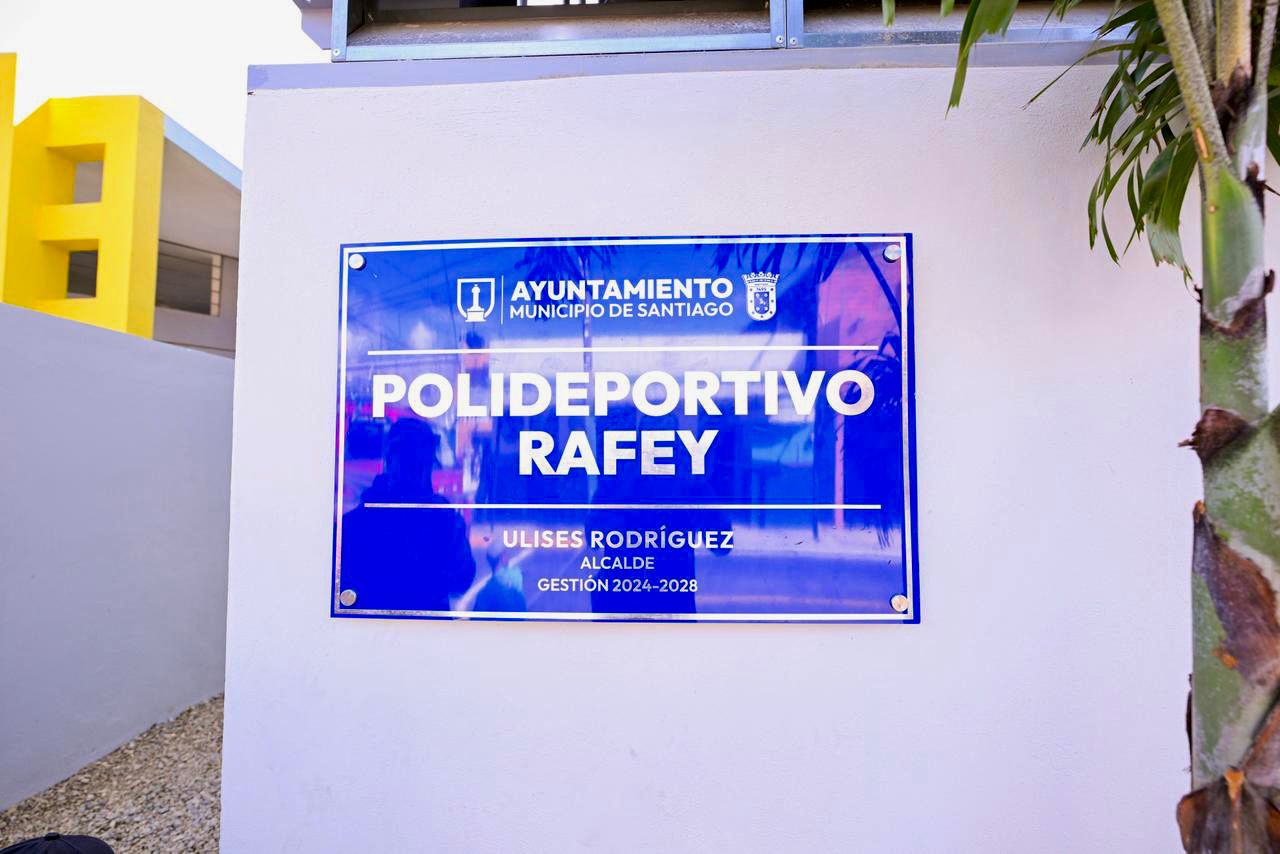 AYUNTAMIENTO
MUNICIPIO DE SANTIAGO
POLIDEPORTIVO
RAFEY
ULISES RODRÍGUEZ
ALCALDE
GESTIÓN 2024-2028